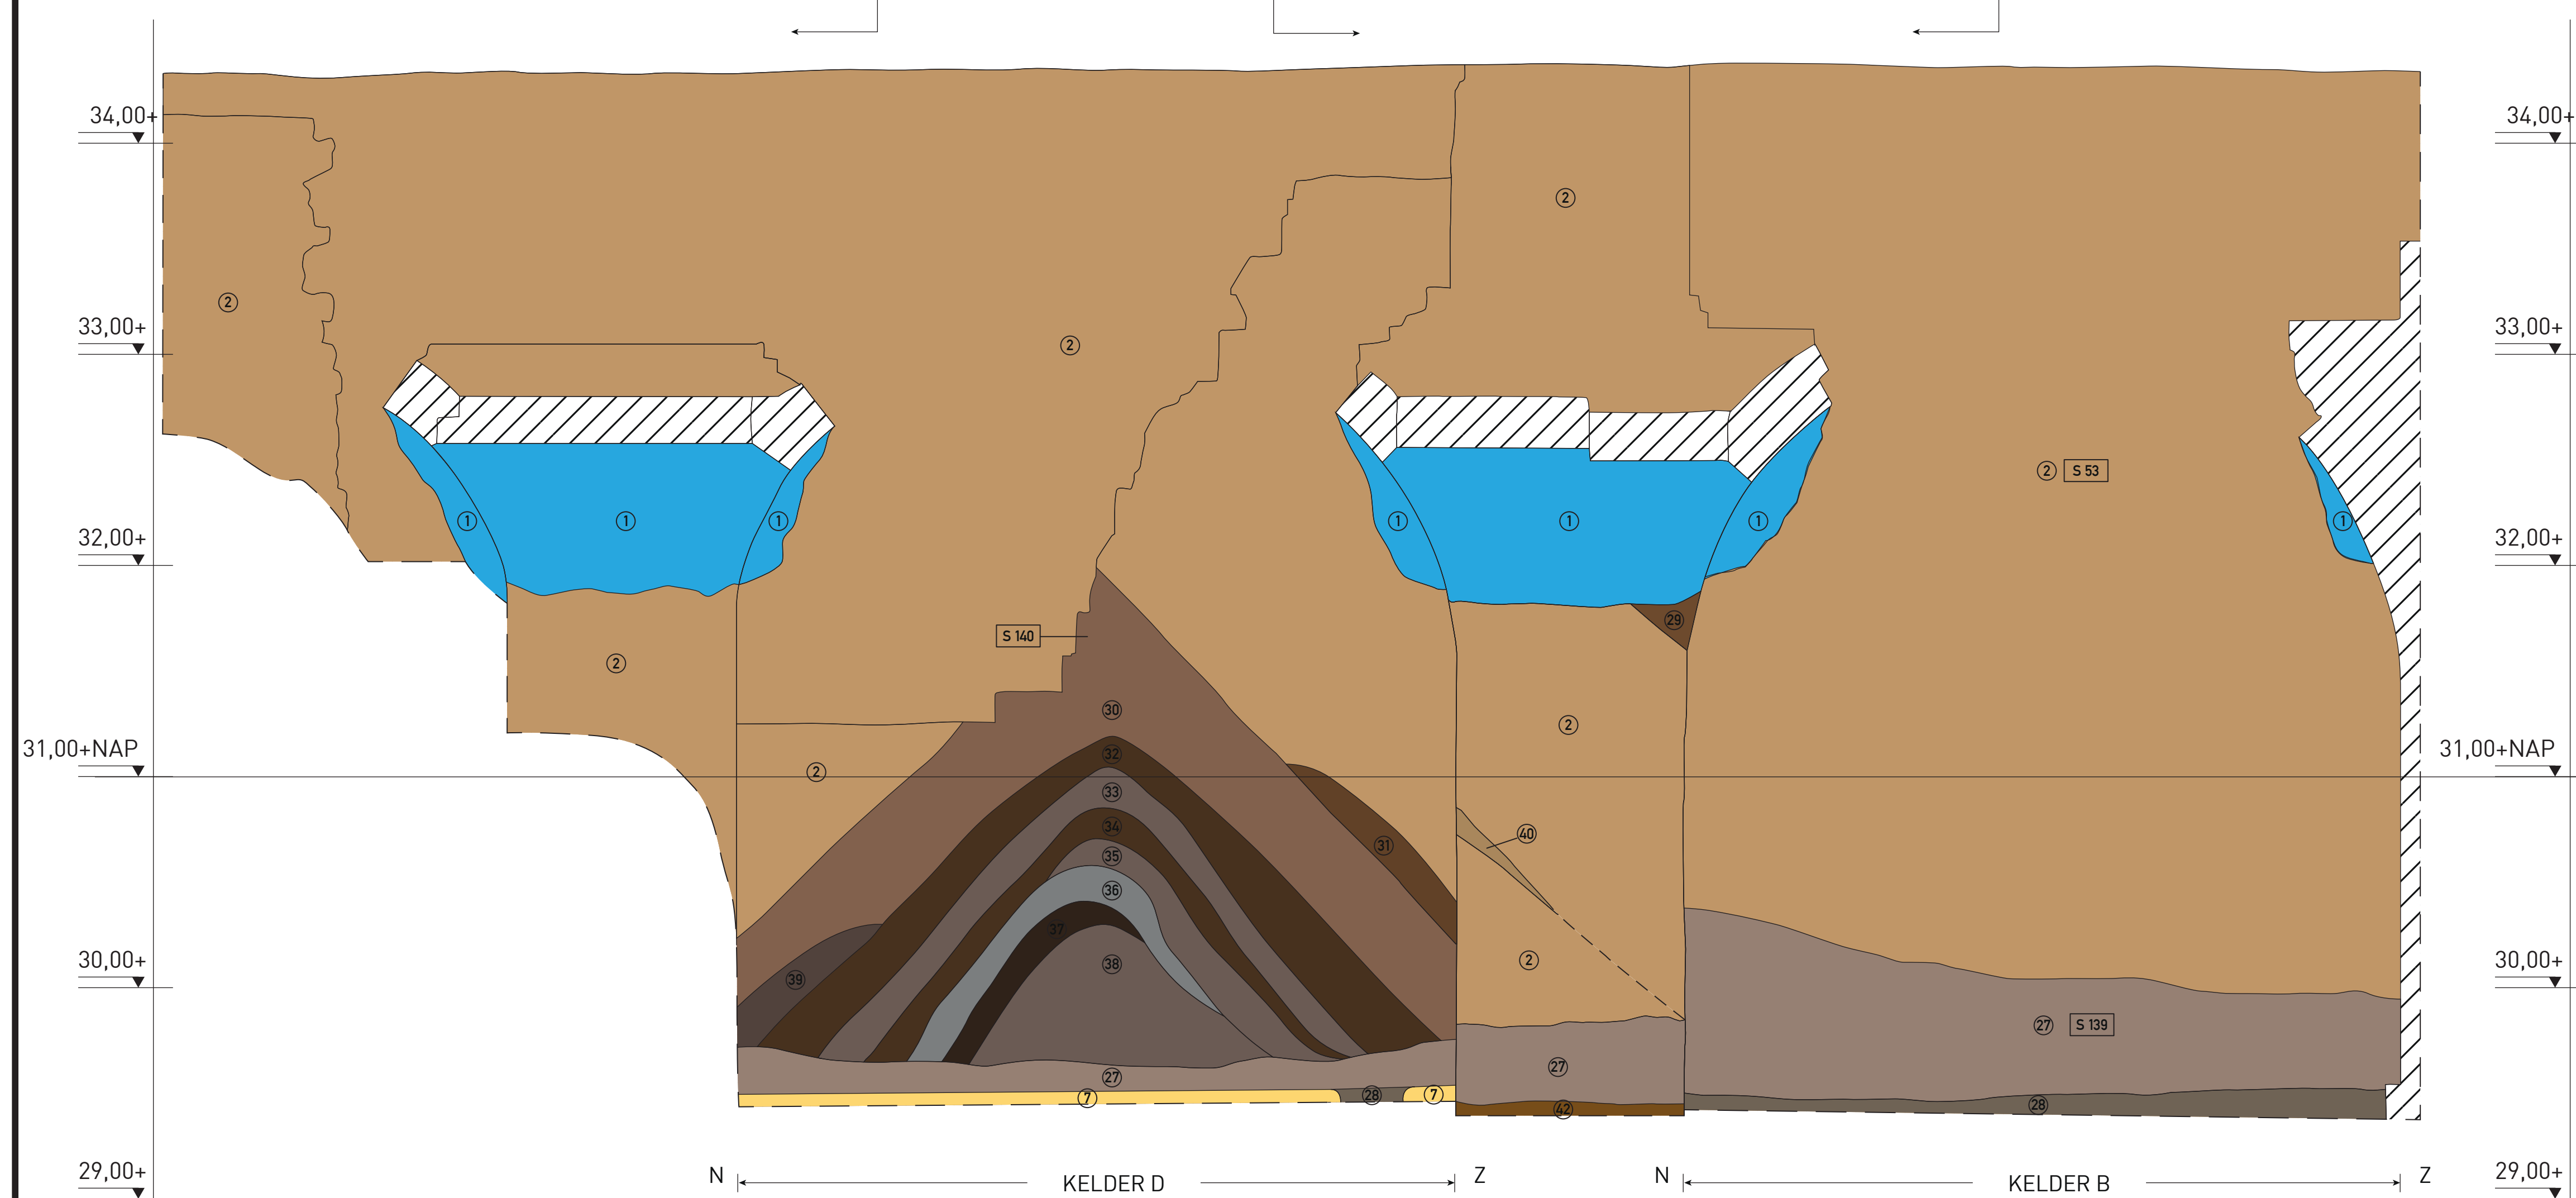 34,00+ 34,00+
2
2
33,00+ 2 33,00+
2 S 53
1 1 1 1 1 1 1
32,00+ 32,00+
29
S 140
2
30 2
31,00+NAP 32 31,00+NAP
2
33
34 40
31
35
36
37
30,00+ 38 2 30,00+
39
27 S 139
27 27
7 28 7 28
42
29,00+ N KELDER D Z N KELDER B Z 29,00+